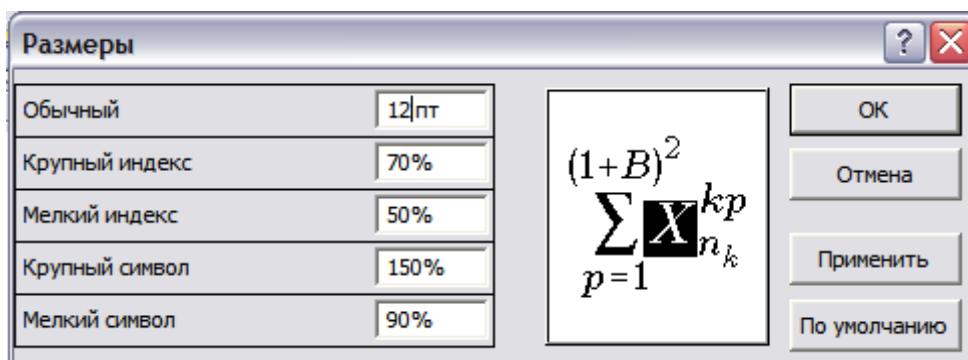 Размеры
Обычный 12 пт
Крупный индекс 70%
Мелкий индекс 50%
Крупный символ 150%
Мелкий символ 90%
(1+B)²
∑ X kp
n k
p=1
OK
Отмена
Применить
По умолчанию